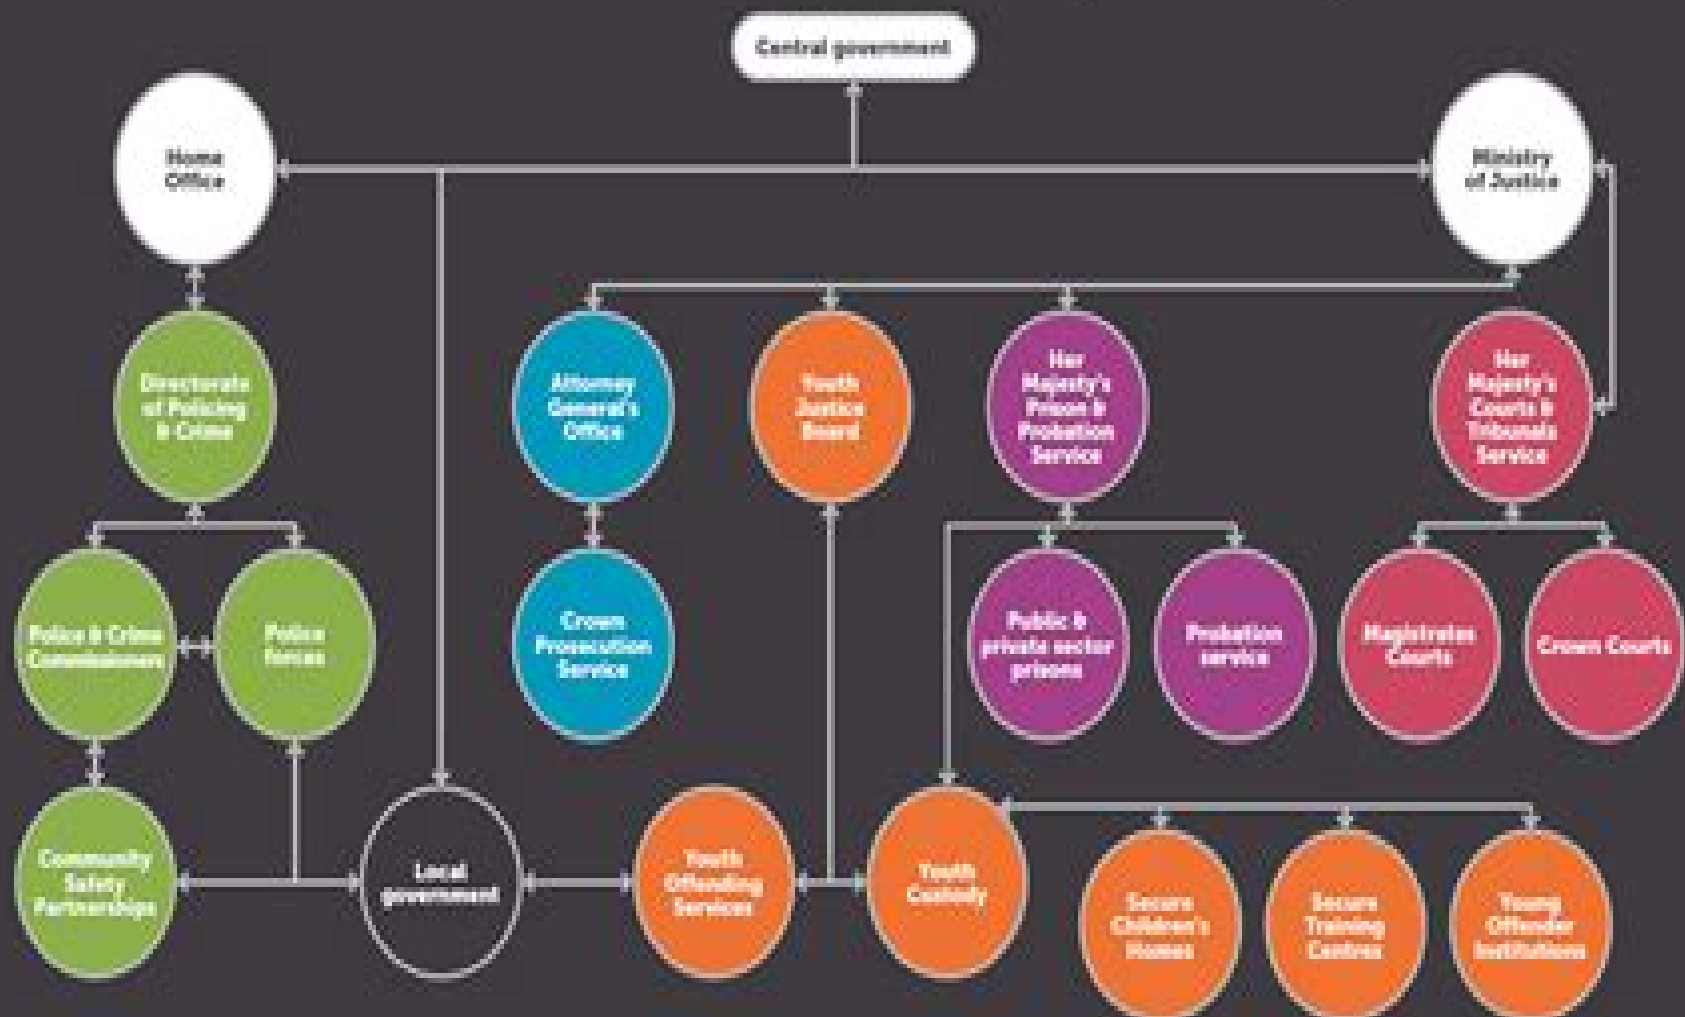 Central government
Home
Office
Ministry
of Justice
Directorate
of Policing
& Crime
Attorney
General's
Office
Youth
Justice
Board
Her
Majesty's
Prison &
Probation
Service
Her
Majesty's
Courts &
Tribunals
Service
Police & Crime
Commissioners
Police
forces
Crown
Prosecution
Service
Public &
private sector
prisons
Probation
service
Magistrates
Courts
Crown Courts
Community
Safety
Partnerships
Local
government
Youth
Offending
Services
Youth
Custody
Secure
Children's
Homes
Secure
Training
Centres
Young
Offender
Institutions